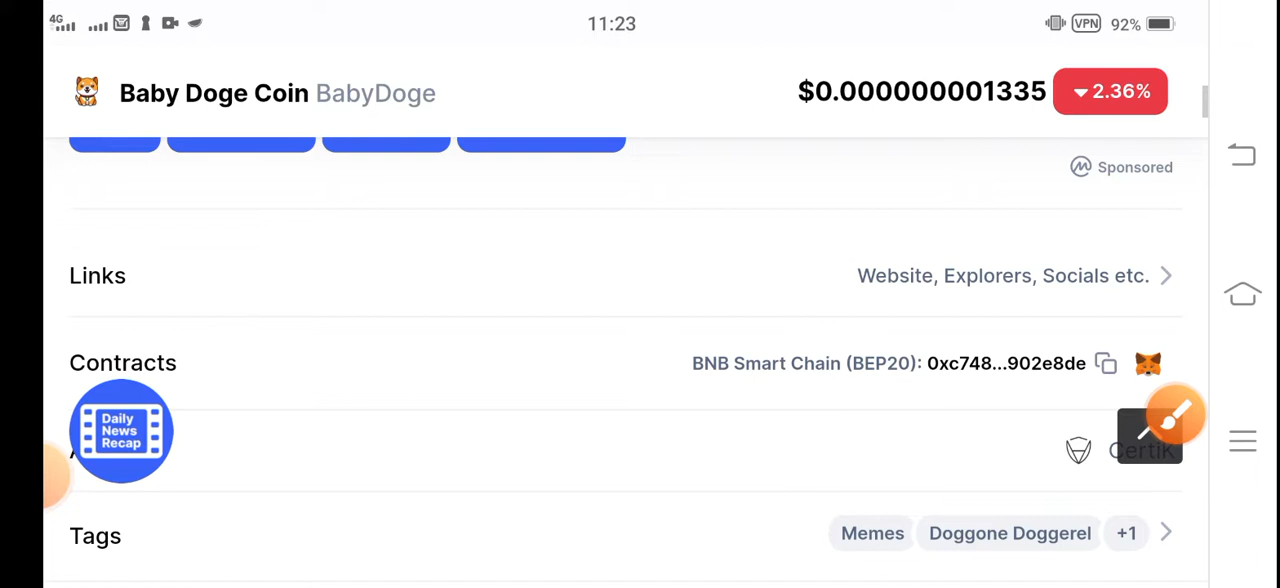 4G 11:23 VPN 92%
Baby Doge Coin BabyDoge $0.000000001335 2.36%
Sponsored
Links Website, Explorers, Socials etc.
Contracts BNB Smart Chain (BEP20): 0xc748...902e8de
Daily
News
Recap
CertiK
Tags Memes Doggone Doggerel +1